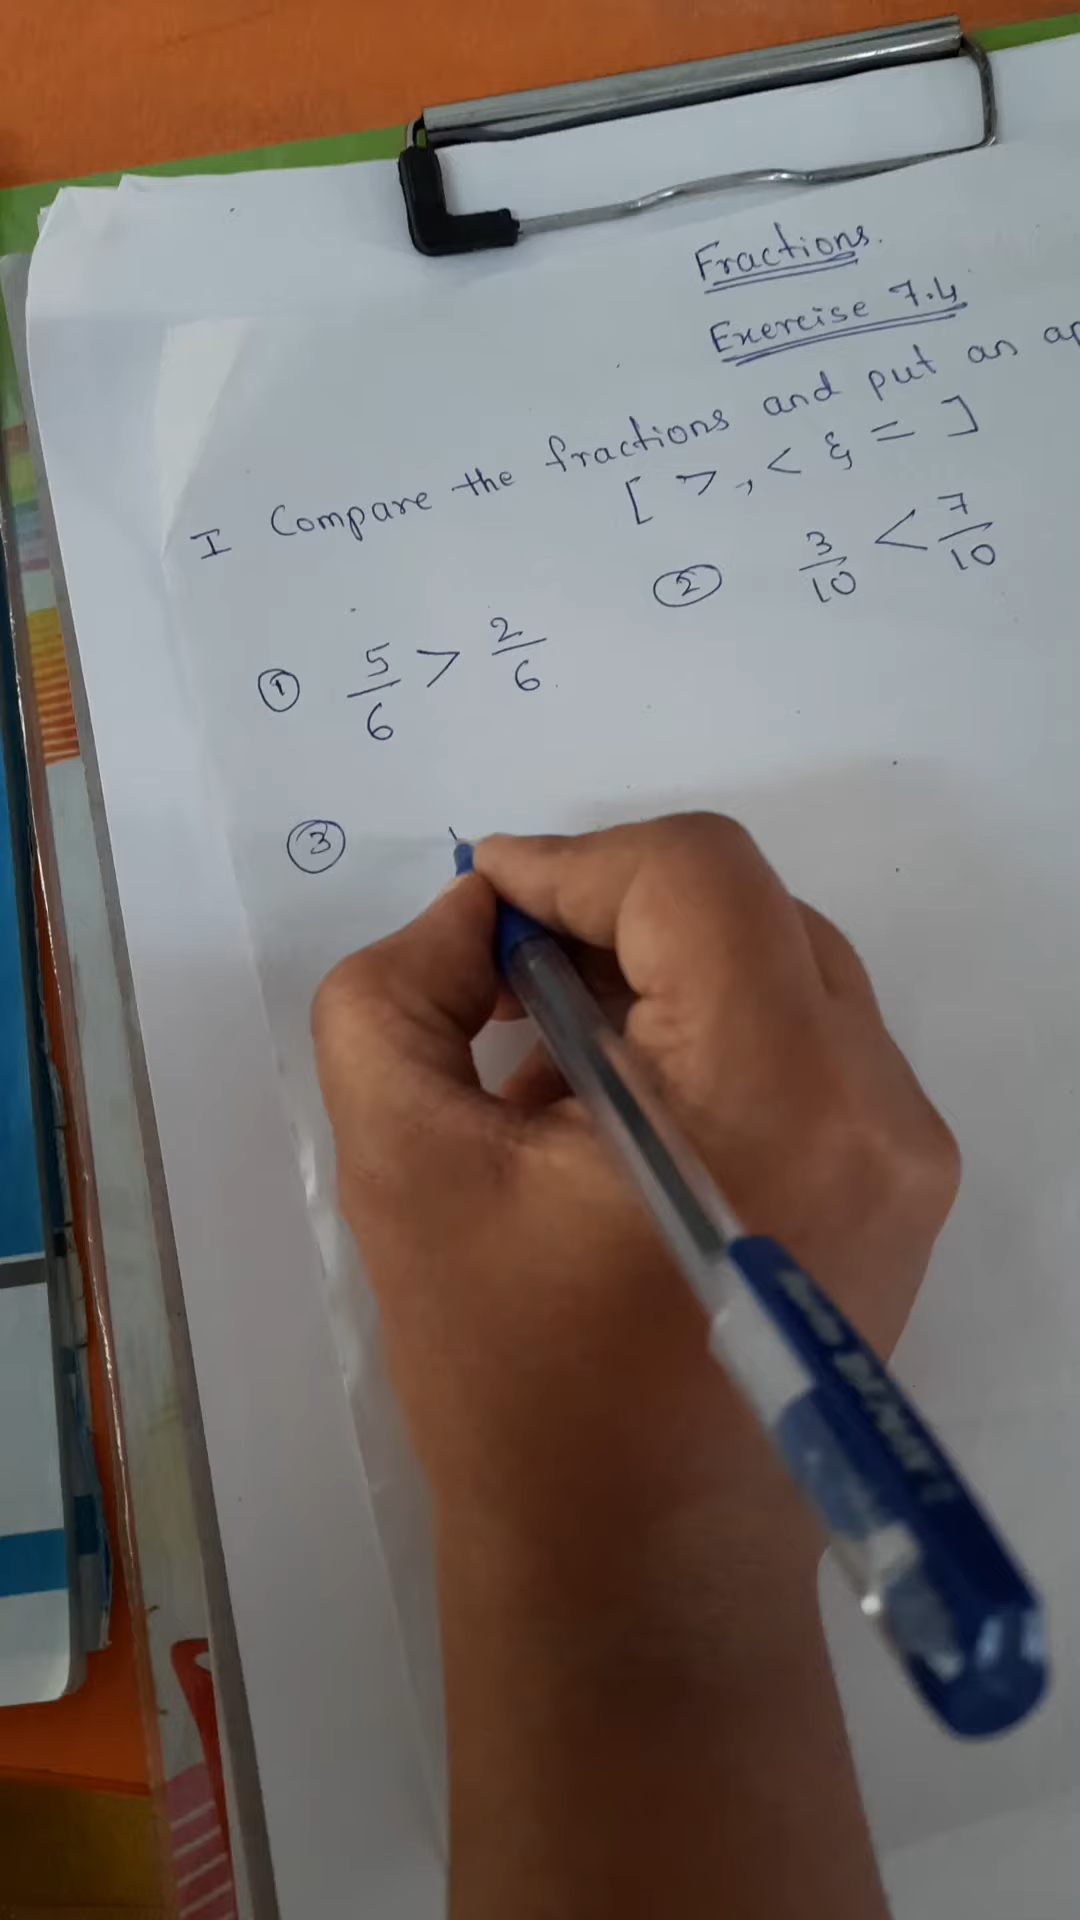 Fractions.
Exercise 7.4
I Compare the fractions and put an
[ >, < & = ]
① 5/6 > 2/6
② 3/10 < 7/10
③